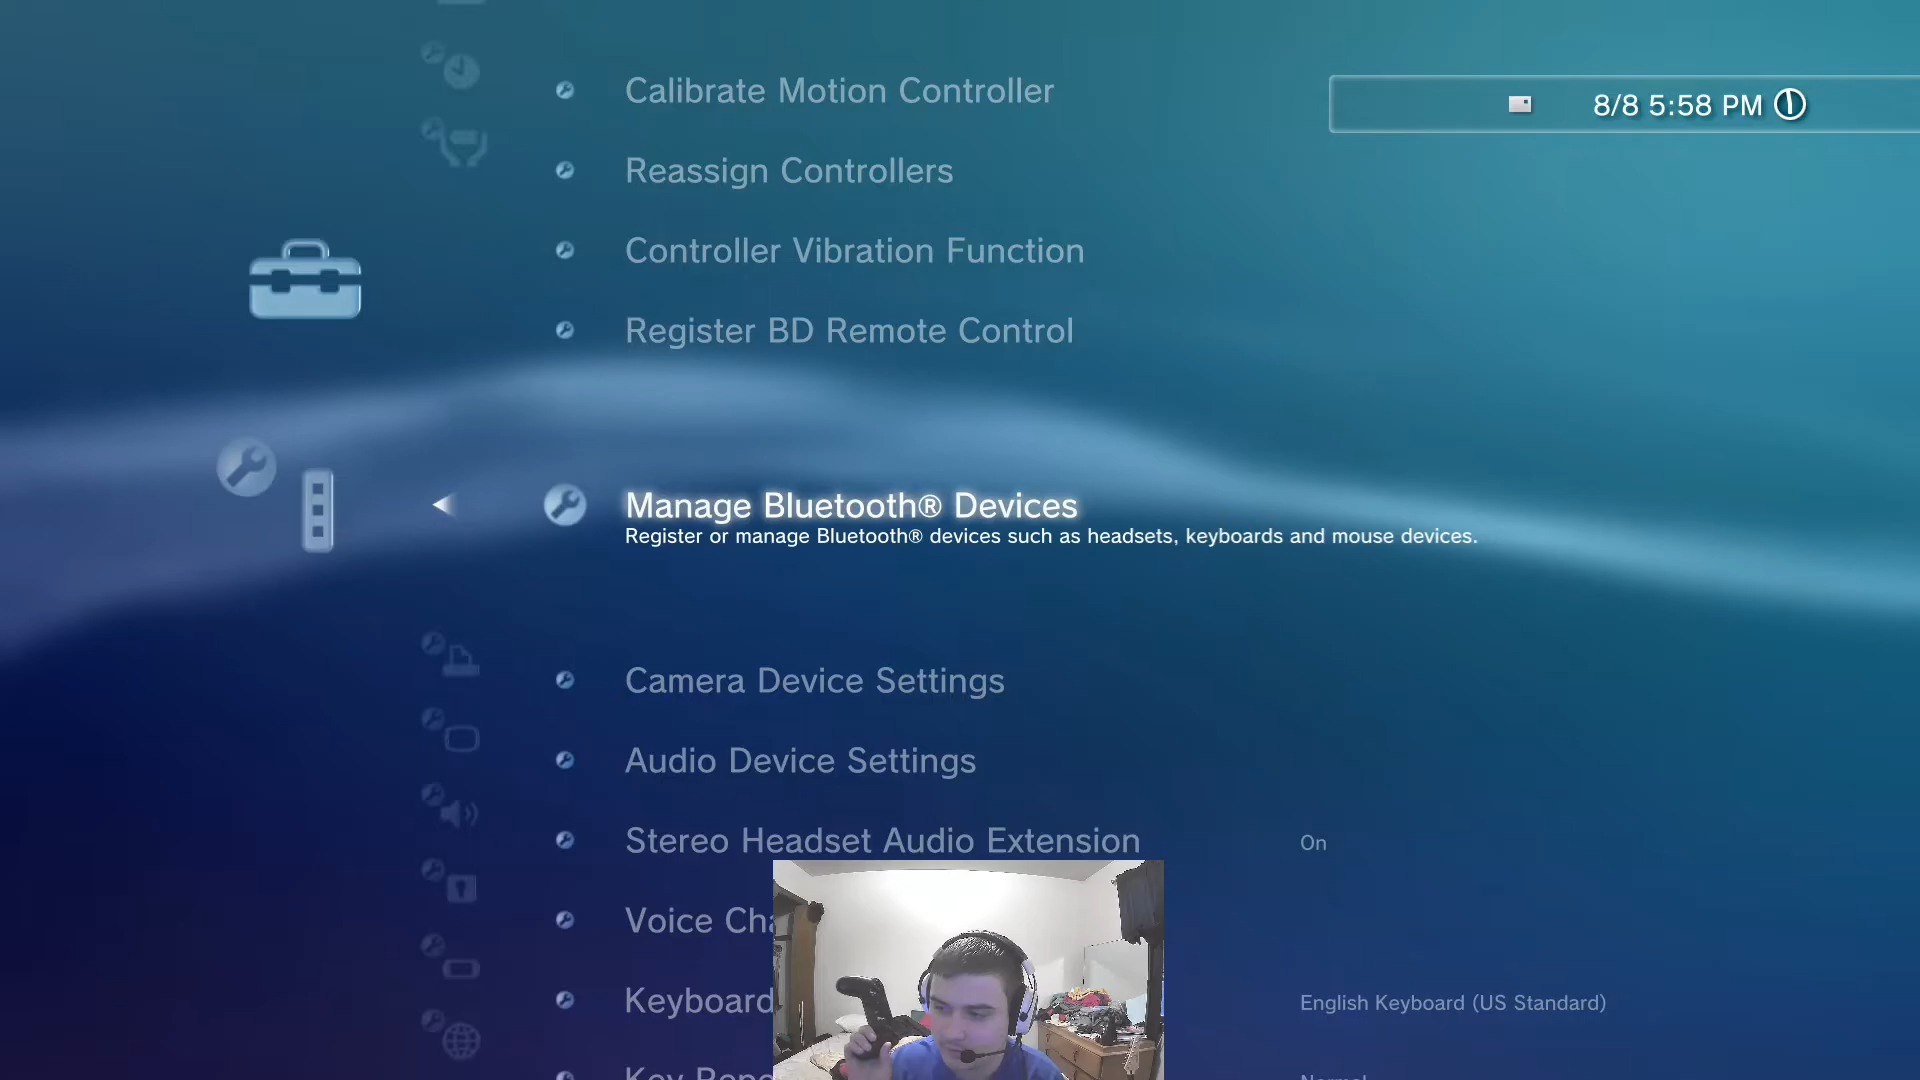 Calibrate Motion Controller
8/8 5:58 PM
Reassign Controllers
Controller Vibration Function
Register BD Remote Control
Manage Bluetooth® Devices
Register or manage Bluetooth® devices such as headsets, keyboards and mouse devices.
Camera Device Settings
Audio Device Settings
Stereo Headset Audio Extension On
Voice
Keyboard English Keyboard (US Standard)
Key